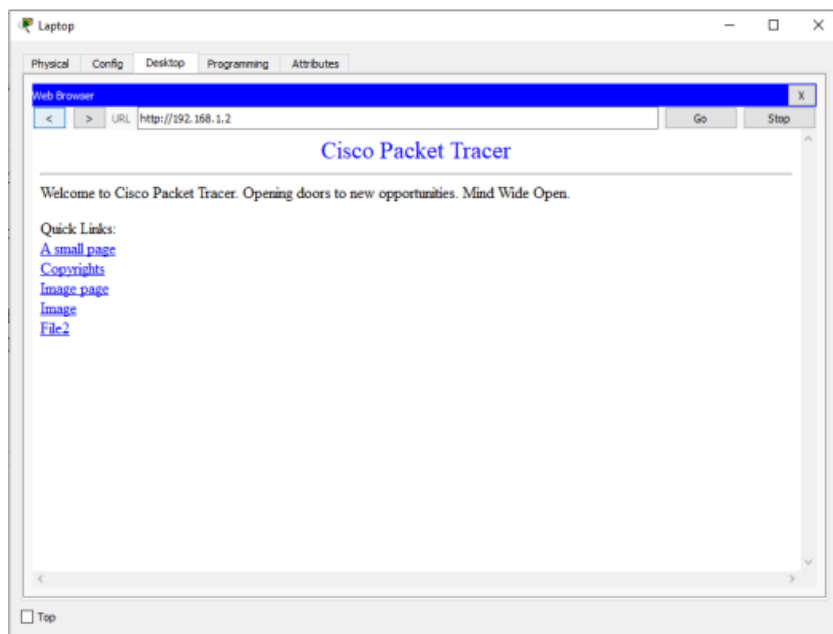 Laptop
Physical Config Desktop Programming Attributes
Web Browser X
< > URL http://192.168.1.2 Go Stop
Cisco Packet Tracer
Welcome to Cisco Packet Tracer. Opening doors to new opportunities. Mind Wide Open.
Quick Links:
A small page
Copyrights
Image page
Image
File2
Top